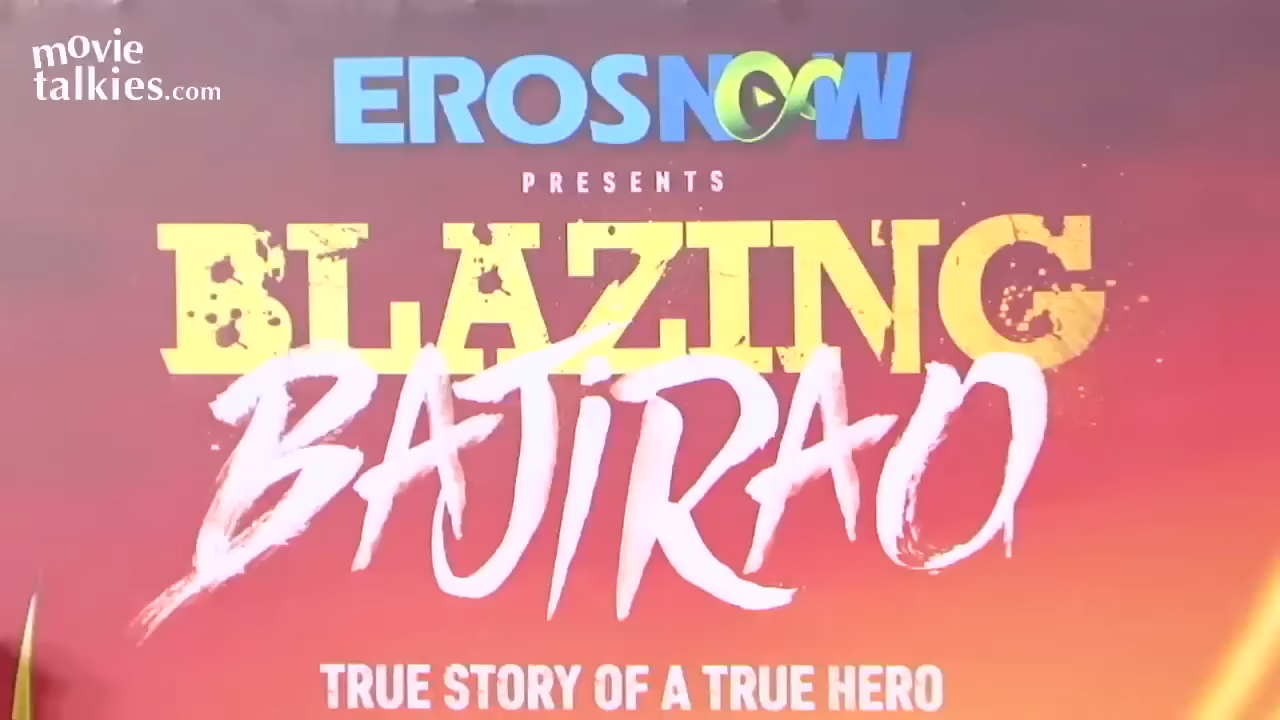 movie
talkies.com
EROSNOW
PRESENTS
BLAZING
BAJIRAO
TRUE STORY OF A TRUE HERO